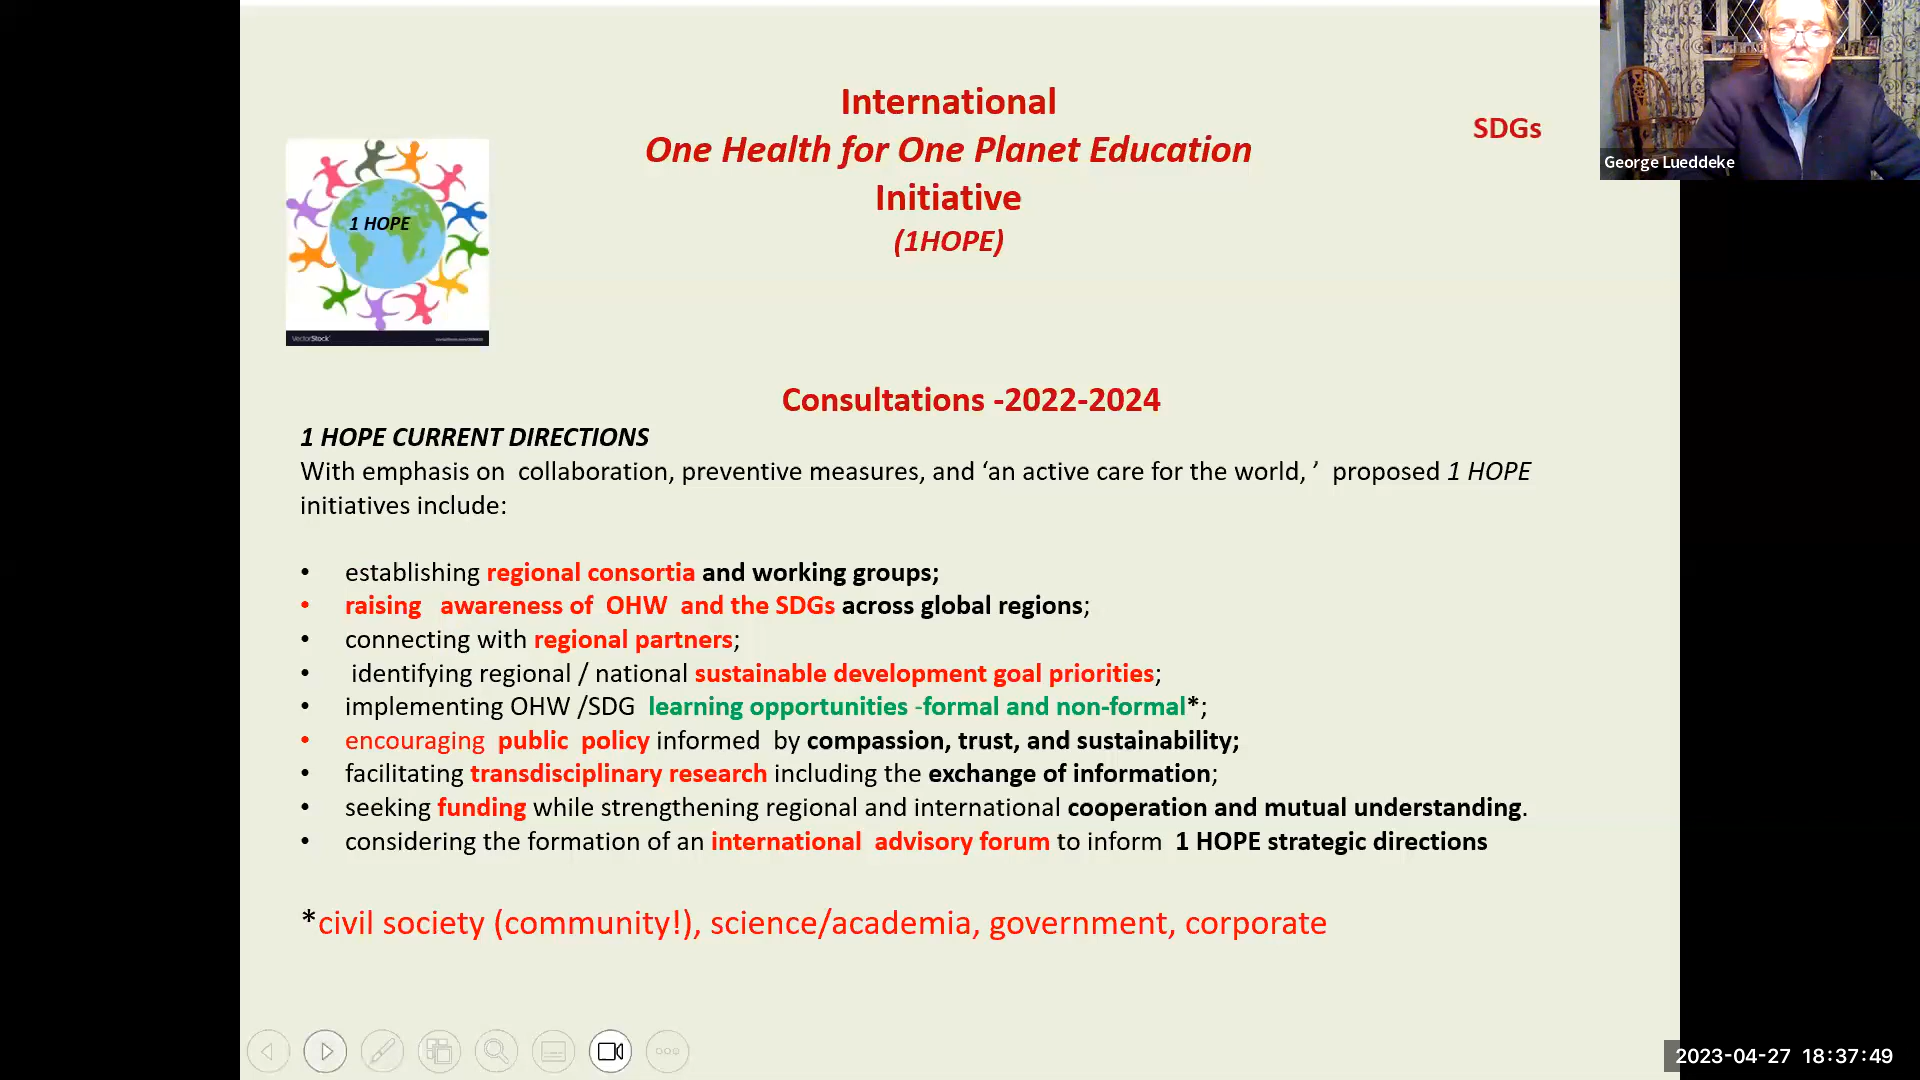 International
One Health for One Planet Education
Initiative
(1HOPE)
SDGs
George Lueddeke
1 HOPE
VectorStock
Consultations -2022-2024
1 HOPE CURRENT DIRECTIONS
With emphasis on  collaboration, preventive measures, and ‘an active care for the world, ’  proposed 1 HOPE
initiatives include:
• establishing regional consortia and working groups;
• raising   awareness of  OHW  and the SDGs across global regions;
• connecting with regional partners;
• identifying regional / national sustainable development goal priorities;
• implementing OHW /SDG  learning opportunities -formal and non-formal*;
• encouraging  public  policy informed  by compassion, trust, and sustainability;
• facilitating transdisciplinary research including the exchange of information;
• seeking funding while strengthening regional and international cooperation and mutual understanding.
• considering the formation of an international  advisory forum to inform  1 HOPE strategic directions
*civil society (community!), science/academia, government, corporate
2023-04-27 18:37:49